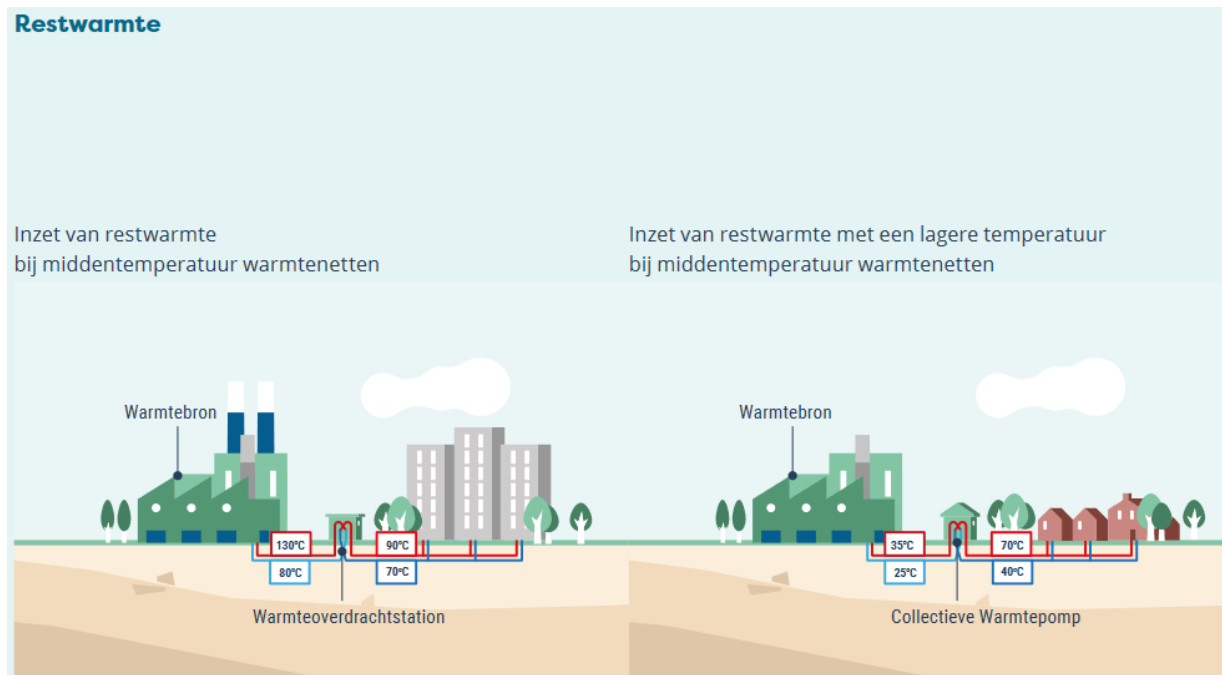 Restwarmte
Inzet van restwarmte
bij middentemperatuur warmtenetten
Warmtebron
130°C
90°C
80°C
70°C
Warmteoverdrachtstation
Inzet van restwarmte met een lagere temperatuur
bij middentemperatuur warmtenetten
Warmtebron
35°C
70°C
25°C
40°C
Collectieve Warmtepomp